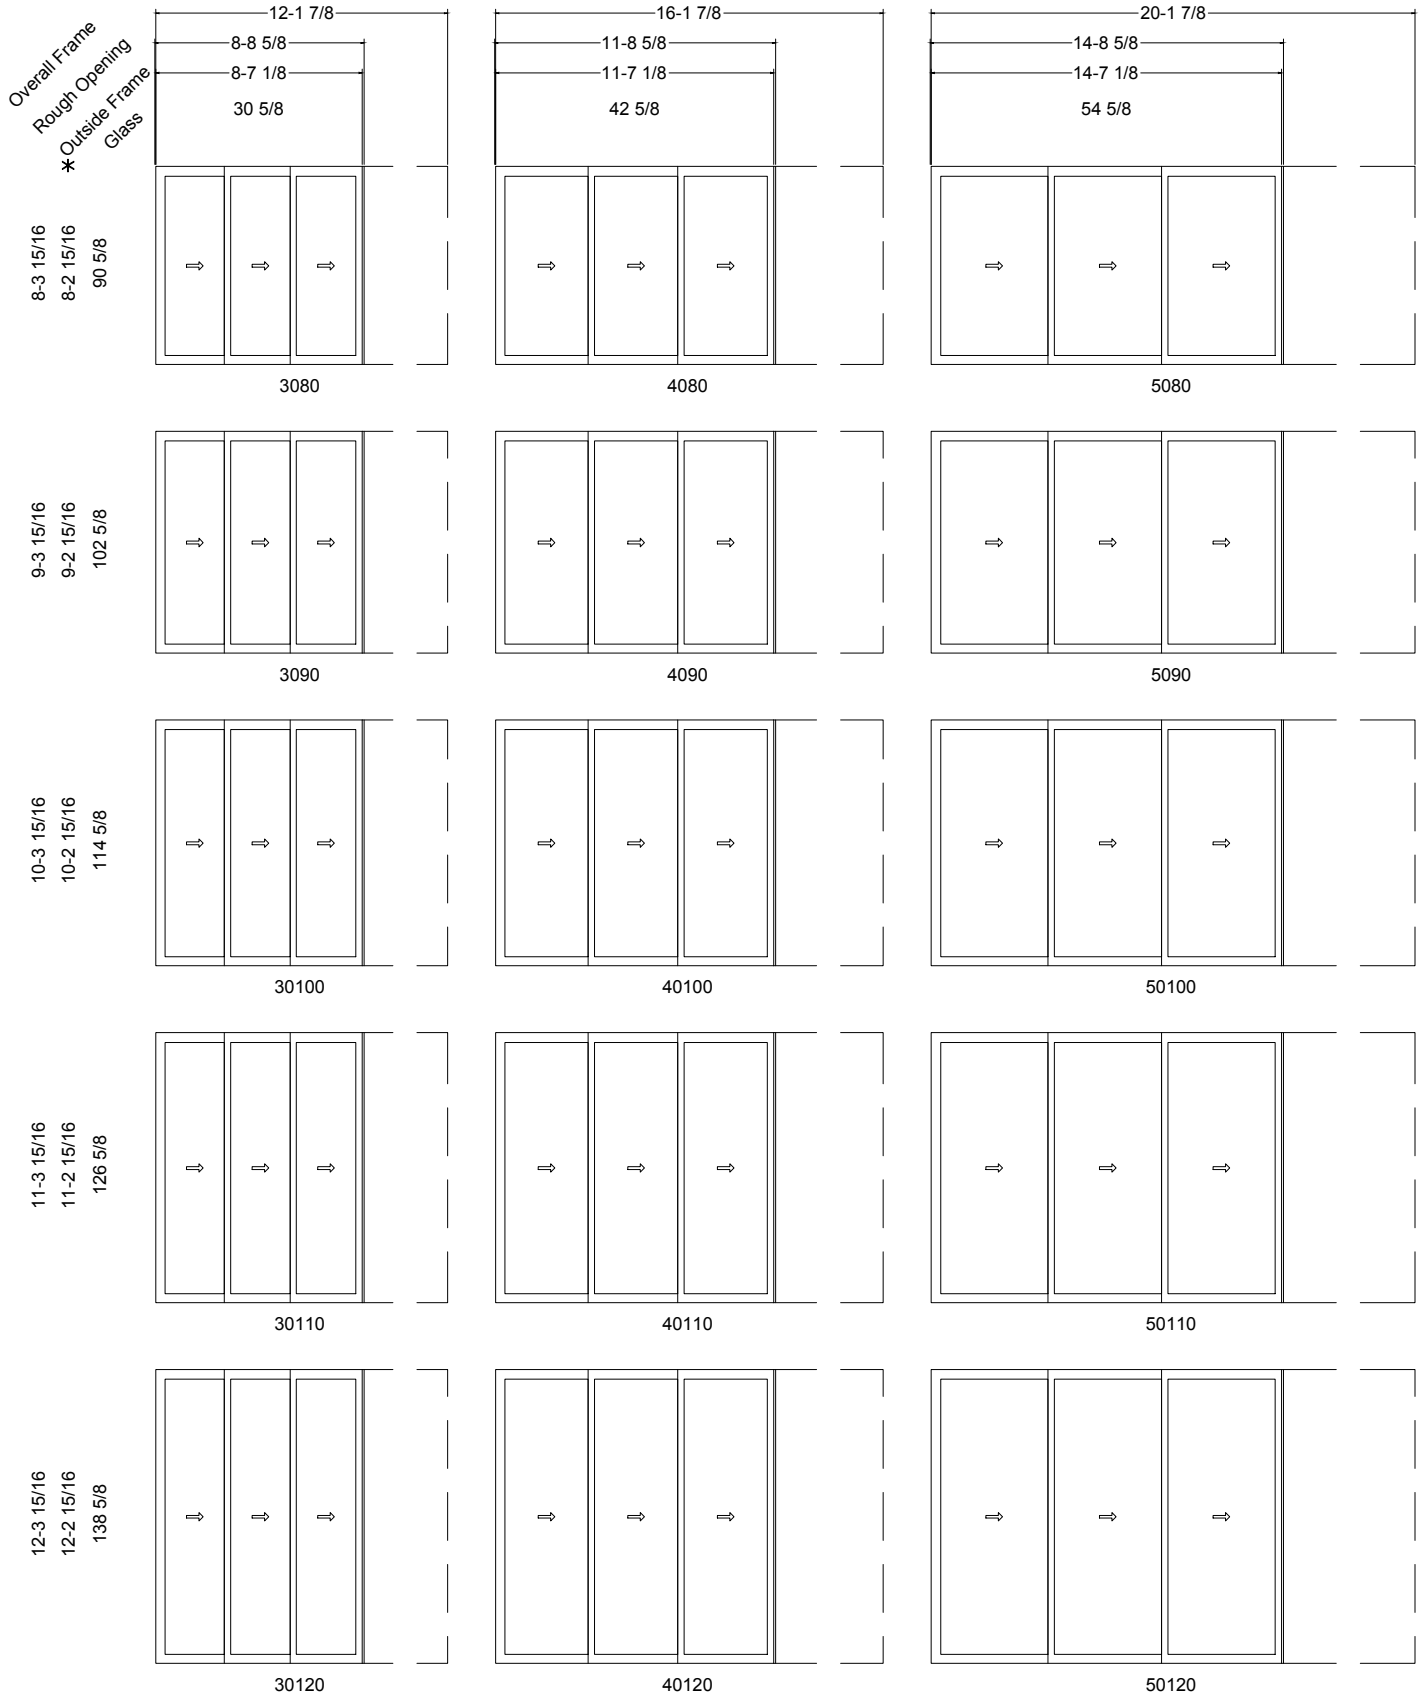 12-1 7/8 16-1 7/8 20-1 7/8
8-8 5/8 11-8 5/8 14-8 5/8
8-7 1/8 11-7 1/8 14-7 1/8
30 5/8 42 5/8 54 5/8
Overall Frame
Rough Opening
*Outside Frame
Glass
8-3 15/16
8-2 15/16
90 5/8
3080 4080 5080
9-3 15/16
9-2 15/16
102 5/8
3090 4090 5090
10-3 15/16
10-2 15/16
114 5/8
30100 40100 50100
11-3 15/16
11-2 15/16
126 5/8
30110 40110 50110
12-3 15/16
12-2 15/16
138 5/8
30120 40120 50120